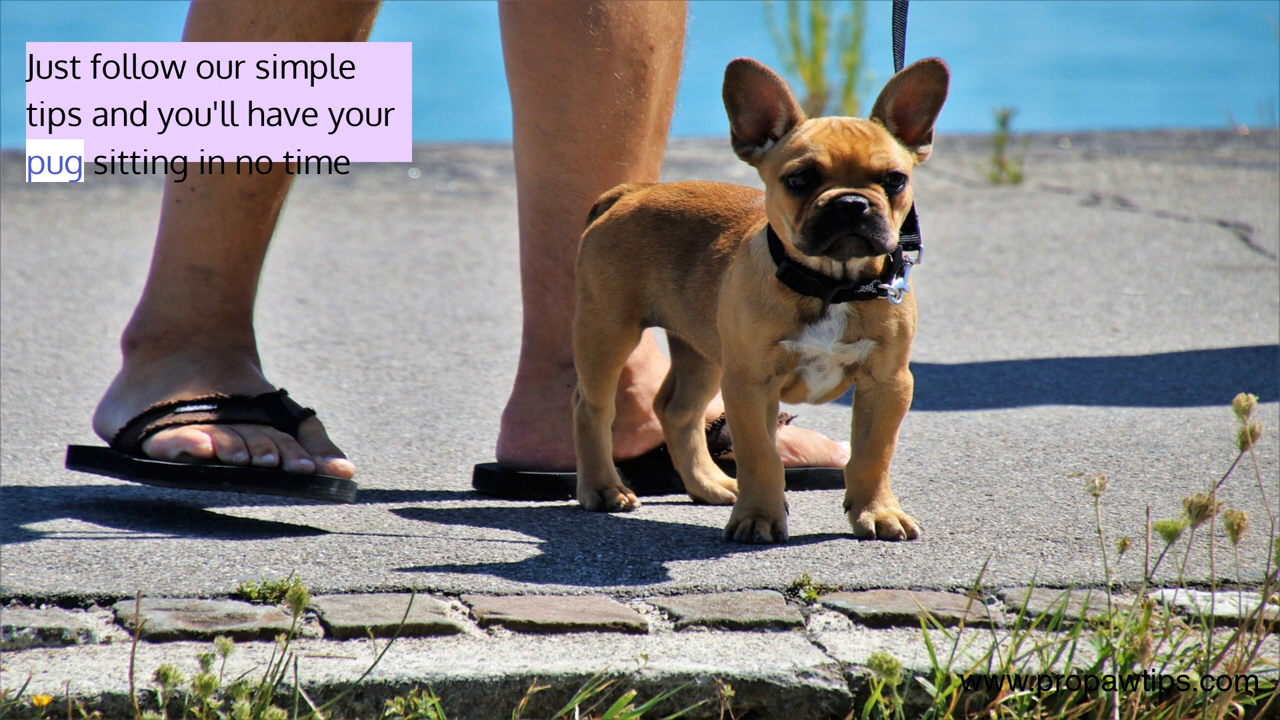 Just follow our simple
tips and you'll have your
pug sitting in no time
www.propawtips.com